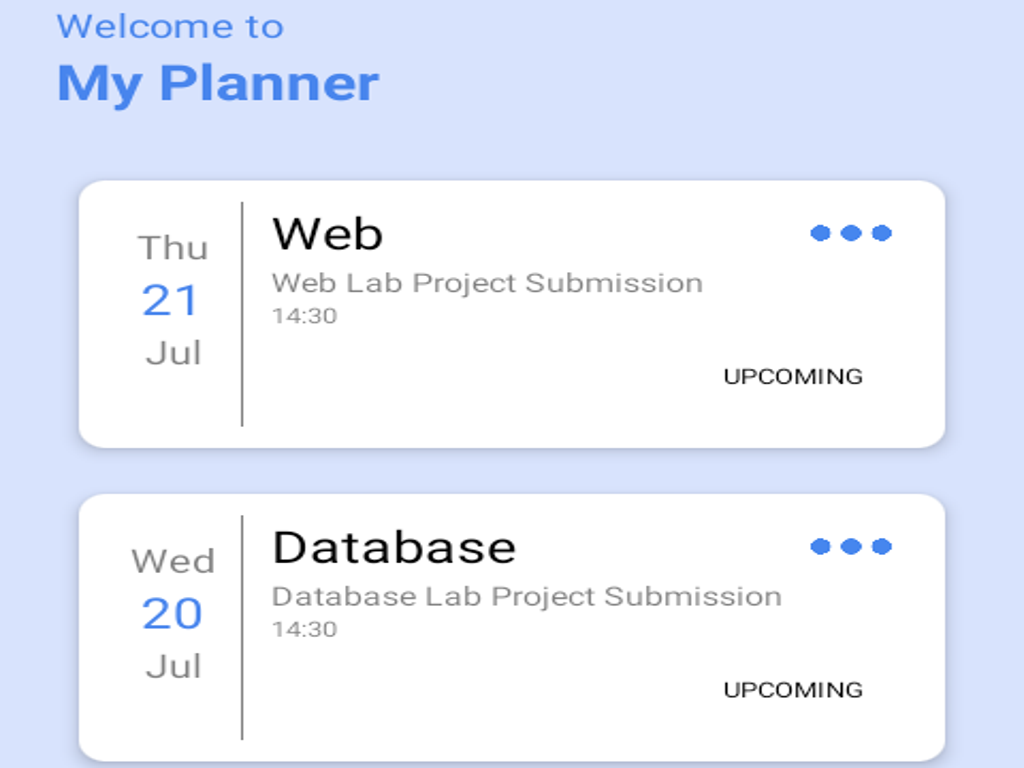 Welcome to
My Planner
Thu
21
Jul
Web
Web Lab Project Submission
14:30
UPCOMING
Wed
20
Jul
Database
Database Lab Project Submission
14:30
UPCOMING